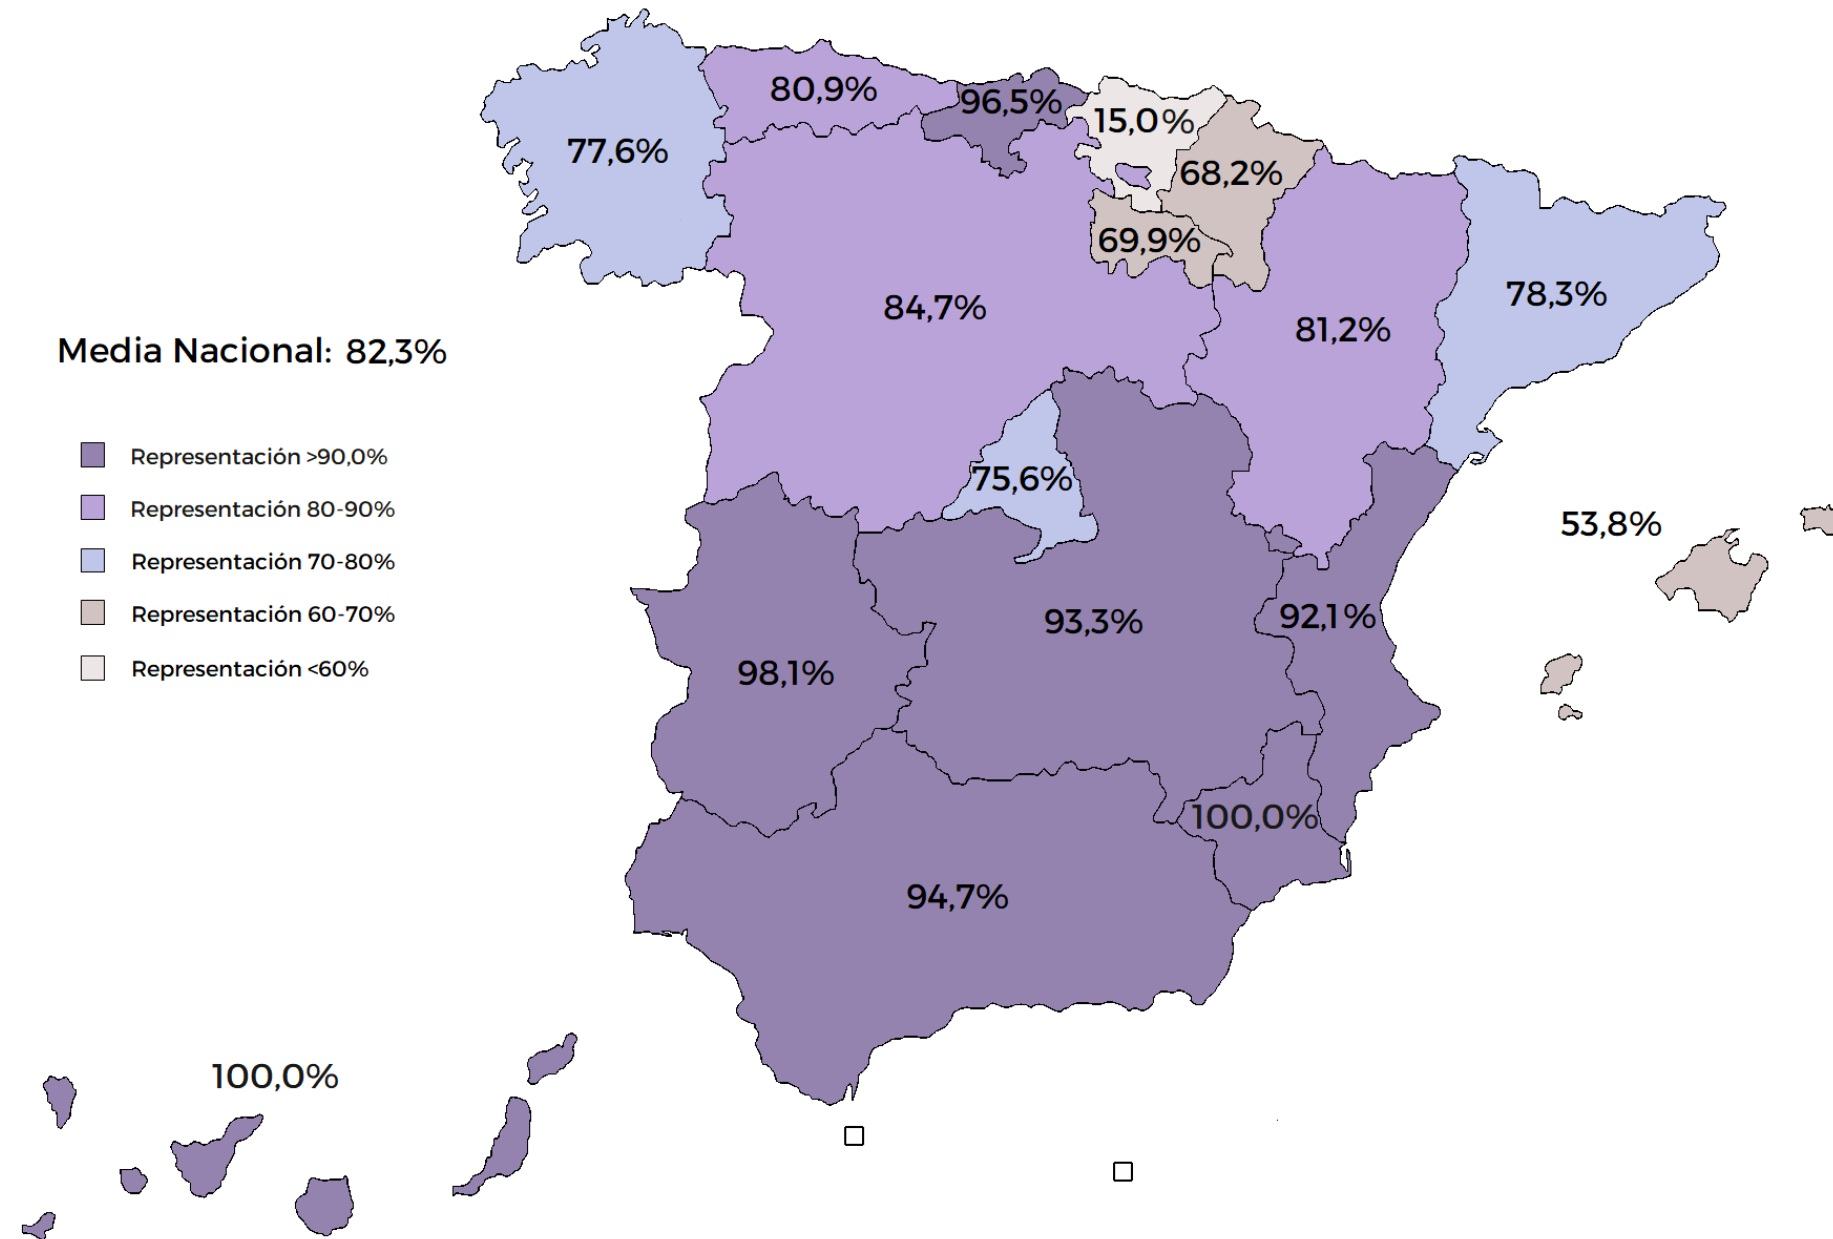 80,9%
96,5%
15,0%
77,6%
68,2%
69,9%
84,7%
78,3%
81,2%
Media Nacional: 82,3%
Representación >90,0%
Representación 80-90%
Representación 70-80%
Representación 60-70%
Representación <60%
75,6%
53,8%
93,3%
92,1%
98,1%
100,0%
94,7%
100,0%